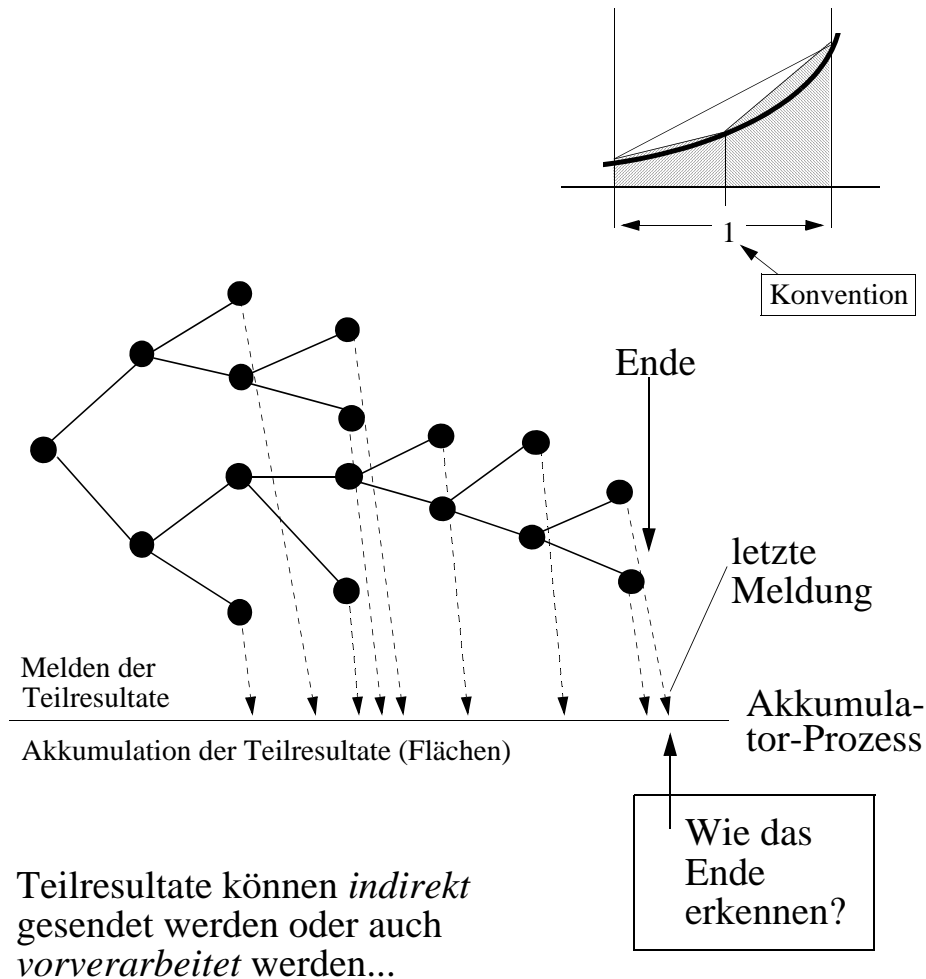 1
Konvention
Ende
letzte
Meldung
Melden der
Teilresultate
Akkumula-
tor-Prozess
Akkumulation der Teilresultate (Flächen)
Wie das
Ende
erkennen?
Teilresultate können indirekt
gesendet werden oder auch
vorverarbeitet werden...